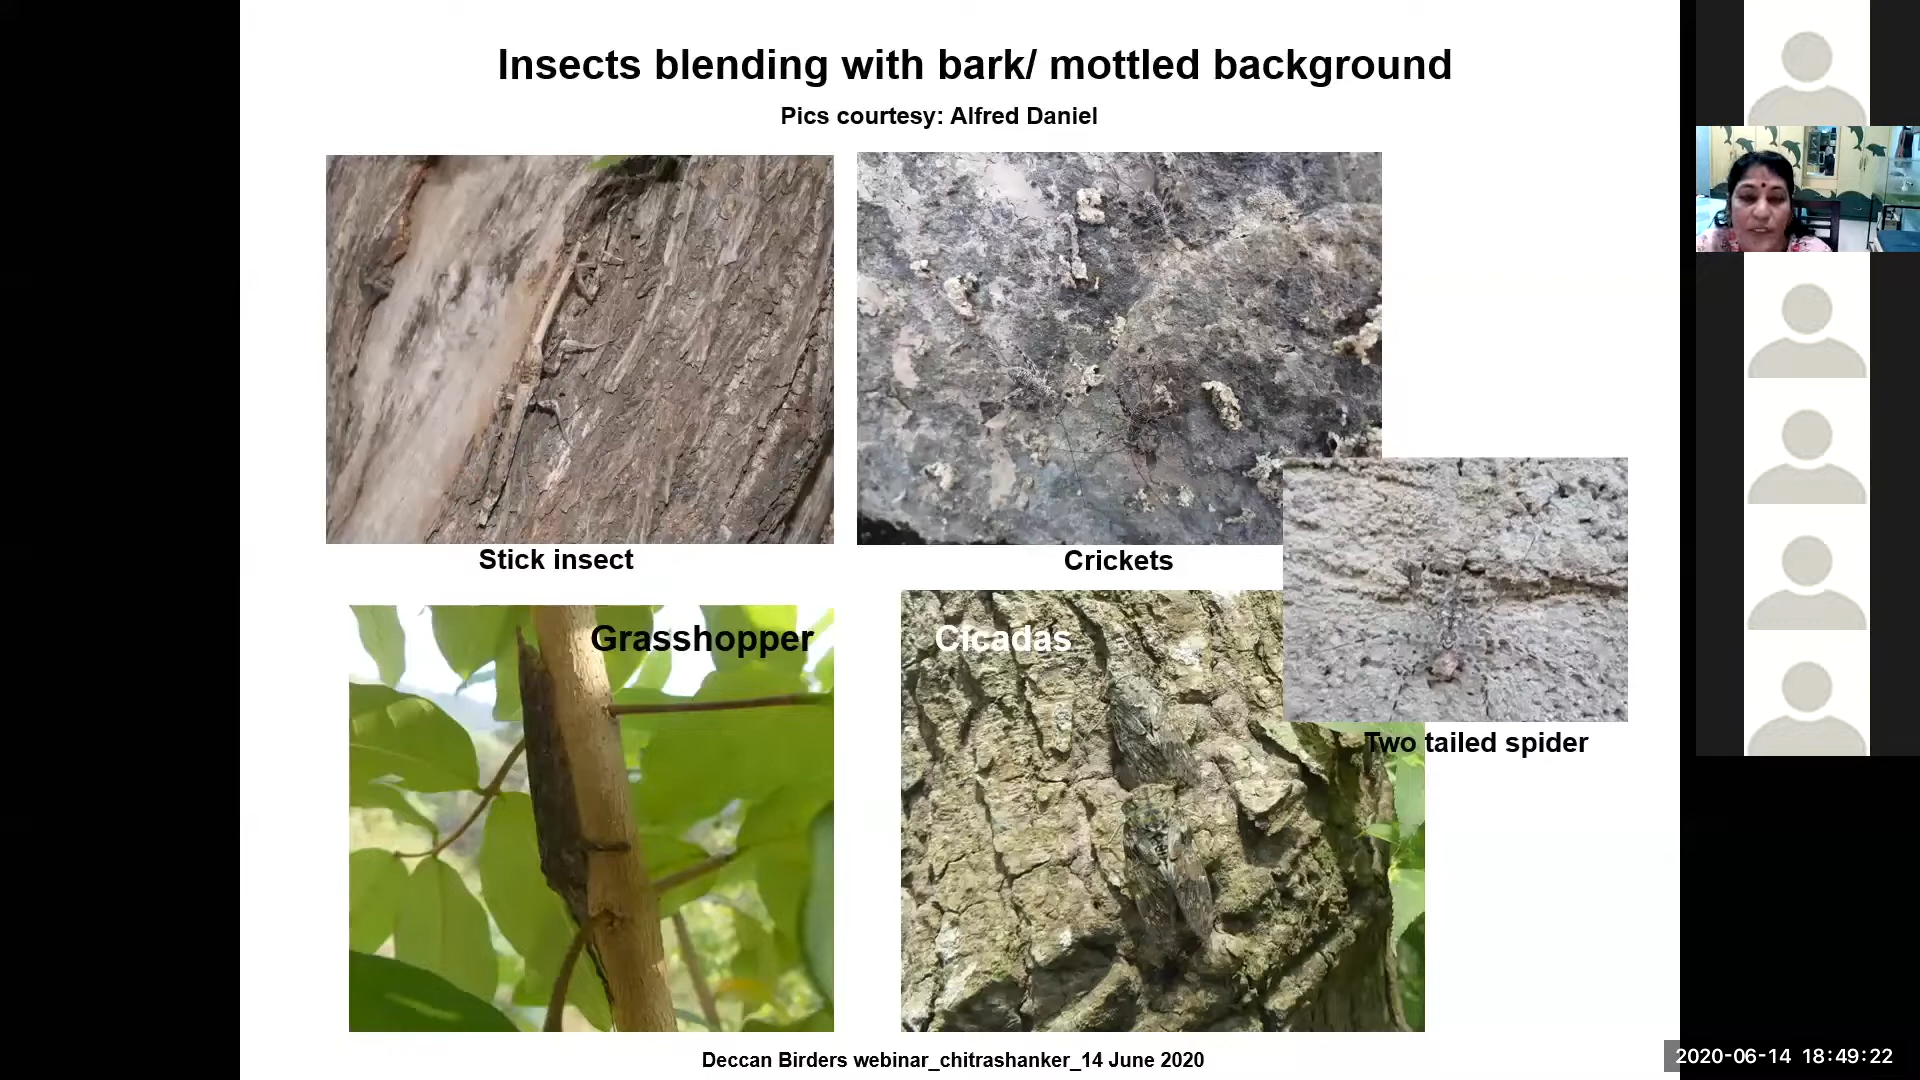 Insects blending with bark/ mottled background
Pics courtesy: Alfred Daniel
Stick insect
Crickets
Grasshopper
Cicadas
Two tailed spider
Deccan Birders webinar_chitrashanker_14 June 2020
2020-06-14 18:49:22